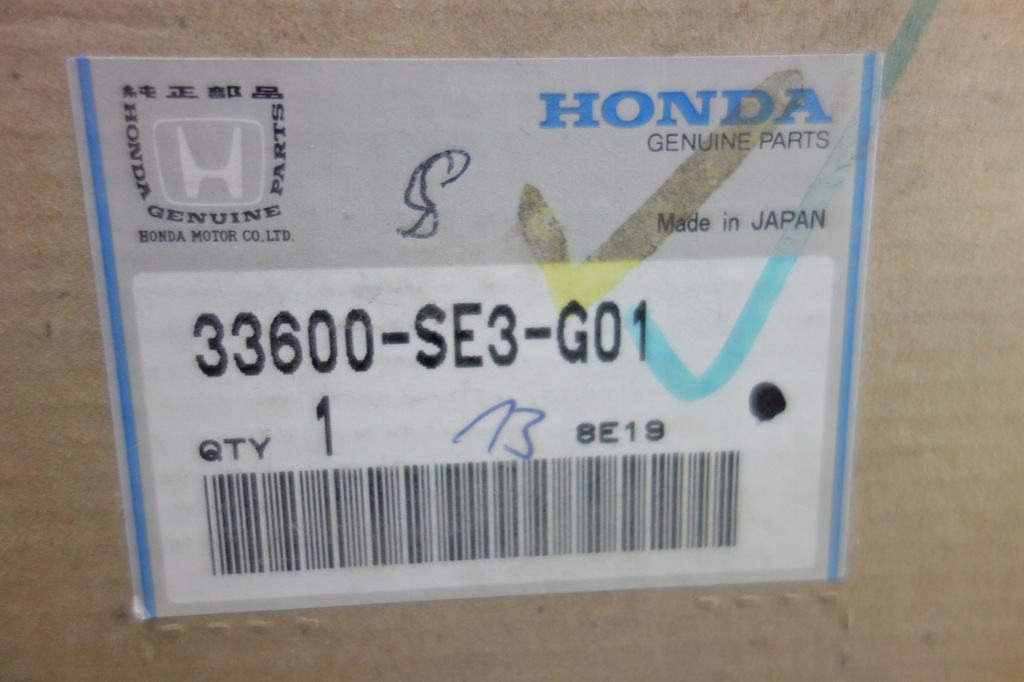 純正部品
HONDA GENUINE PARTS
HONDA MOTOR CO.,LTD.
HONDA
GENUINE PARTS
Made in JAPAN
33600-SE3-G01
QTY 1
13
8E19